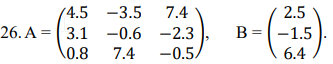 26. A = (4.5 −3.5 7.4
3.1 −0.6 −2.3
0.8 7.4 −0.5), B = (2.5
−1.5
6.4).